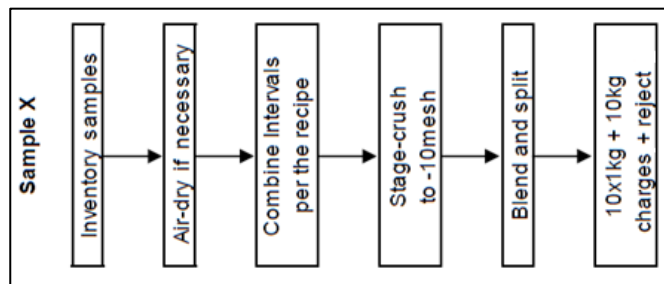 Sample X
Inventory samples
Air-dry if necessary
Combine Intervals
per the recipe
Stage-crush
to -10mesh
Blend and split
10x1kg + 10kg
charges + reject